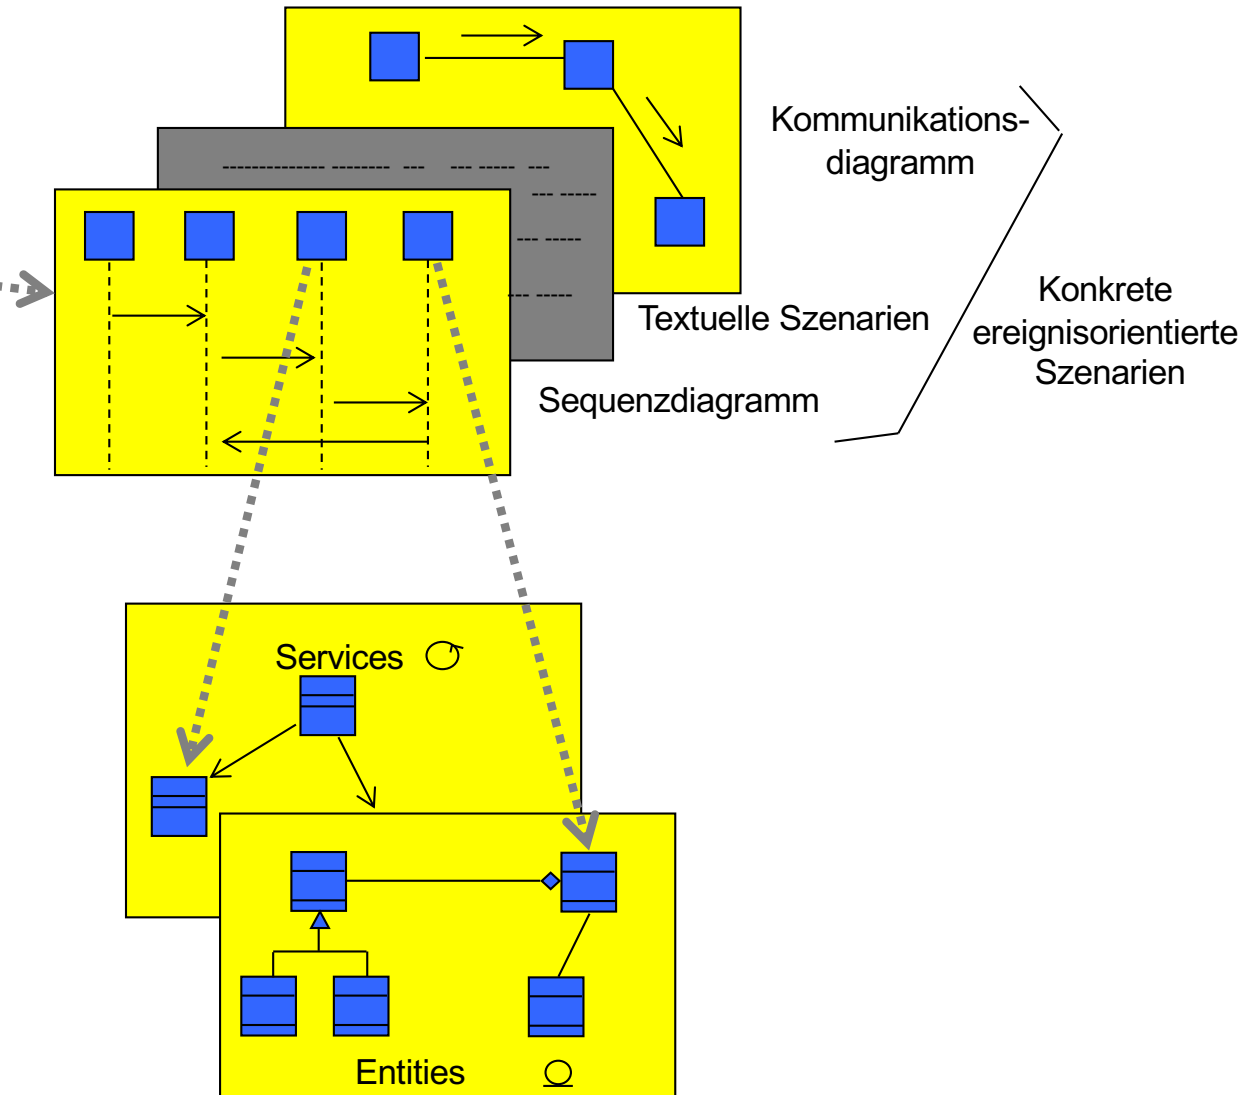 Kommunikations-
diagramm
Textuelle Szenarien
Sequenzdiagramm
Konkrete
ereignisorientierte
Szenarien
Services
Entities